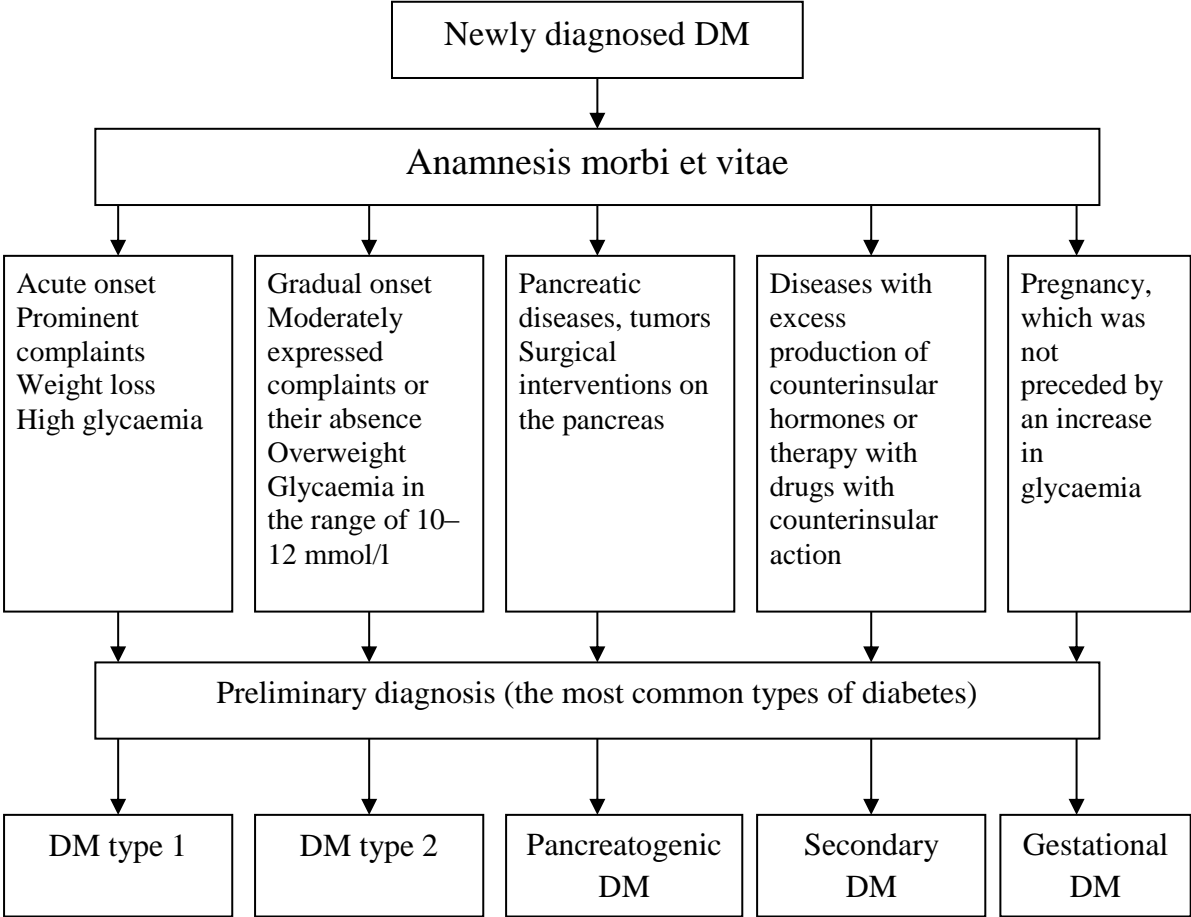 Newly diagnosed DM
Anamnesis morbi et vitae
Acute onset
Prominent
complaints
Weight loss
High glycaemia
Gradual onset
Moderately
expressed
complaints or
their absence
Overweight
Glycaemia in
the range of 10–
12 mmol/l
Pancreatic
diseases, tumors
Surgical
interventions on
the pancreas
Diseases with
excess
production of
counterinsular
hormones or
therapy with
drugs with
counterinsular
action
Pregnancy,
which was
not
preceded by
an increase
in
glycaemia
Preliminary diagnosis (the most common types of diabetes)
DM type 1
DM type 2
Pancreatogenic
DM
Secondary
DM
Gestational
DM